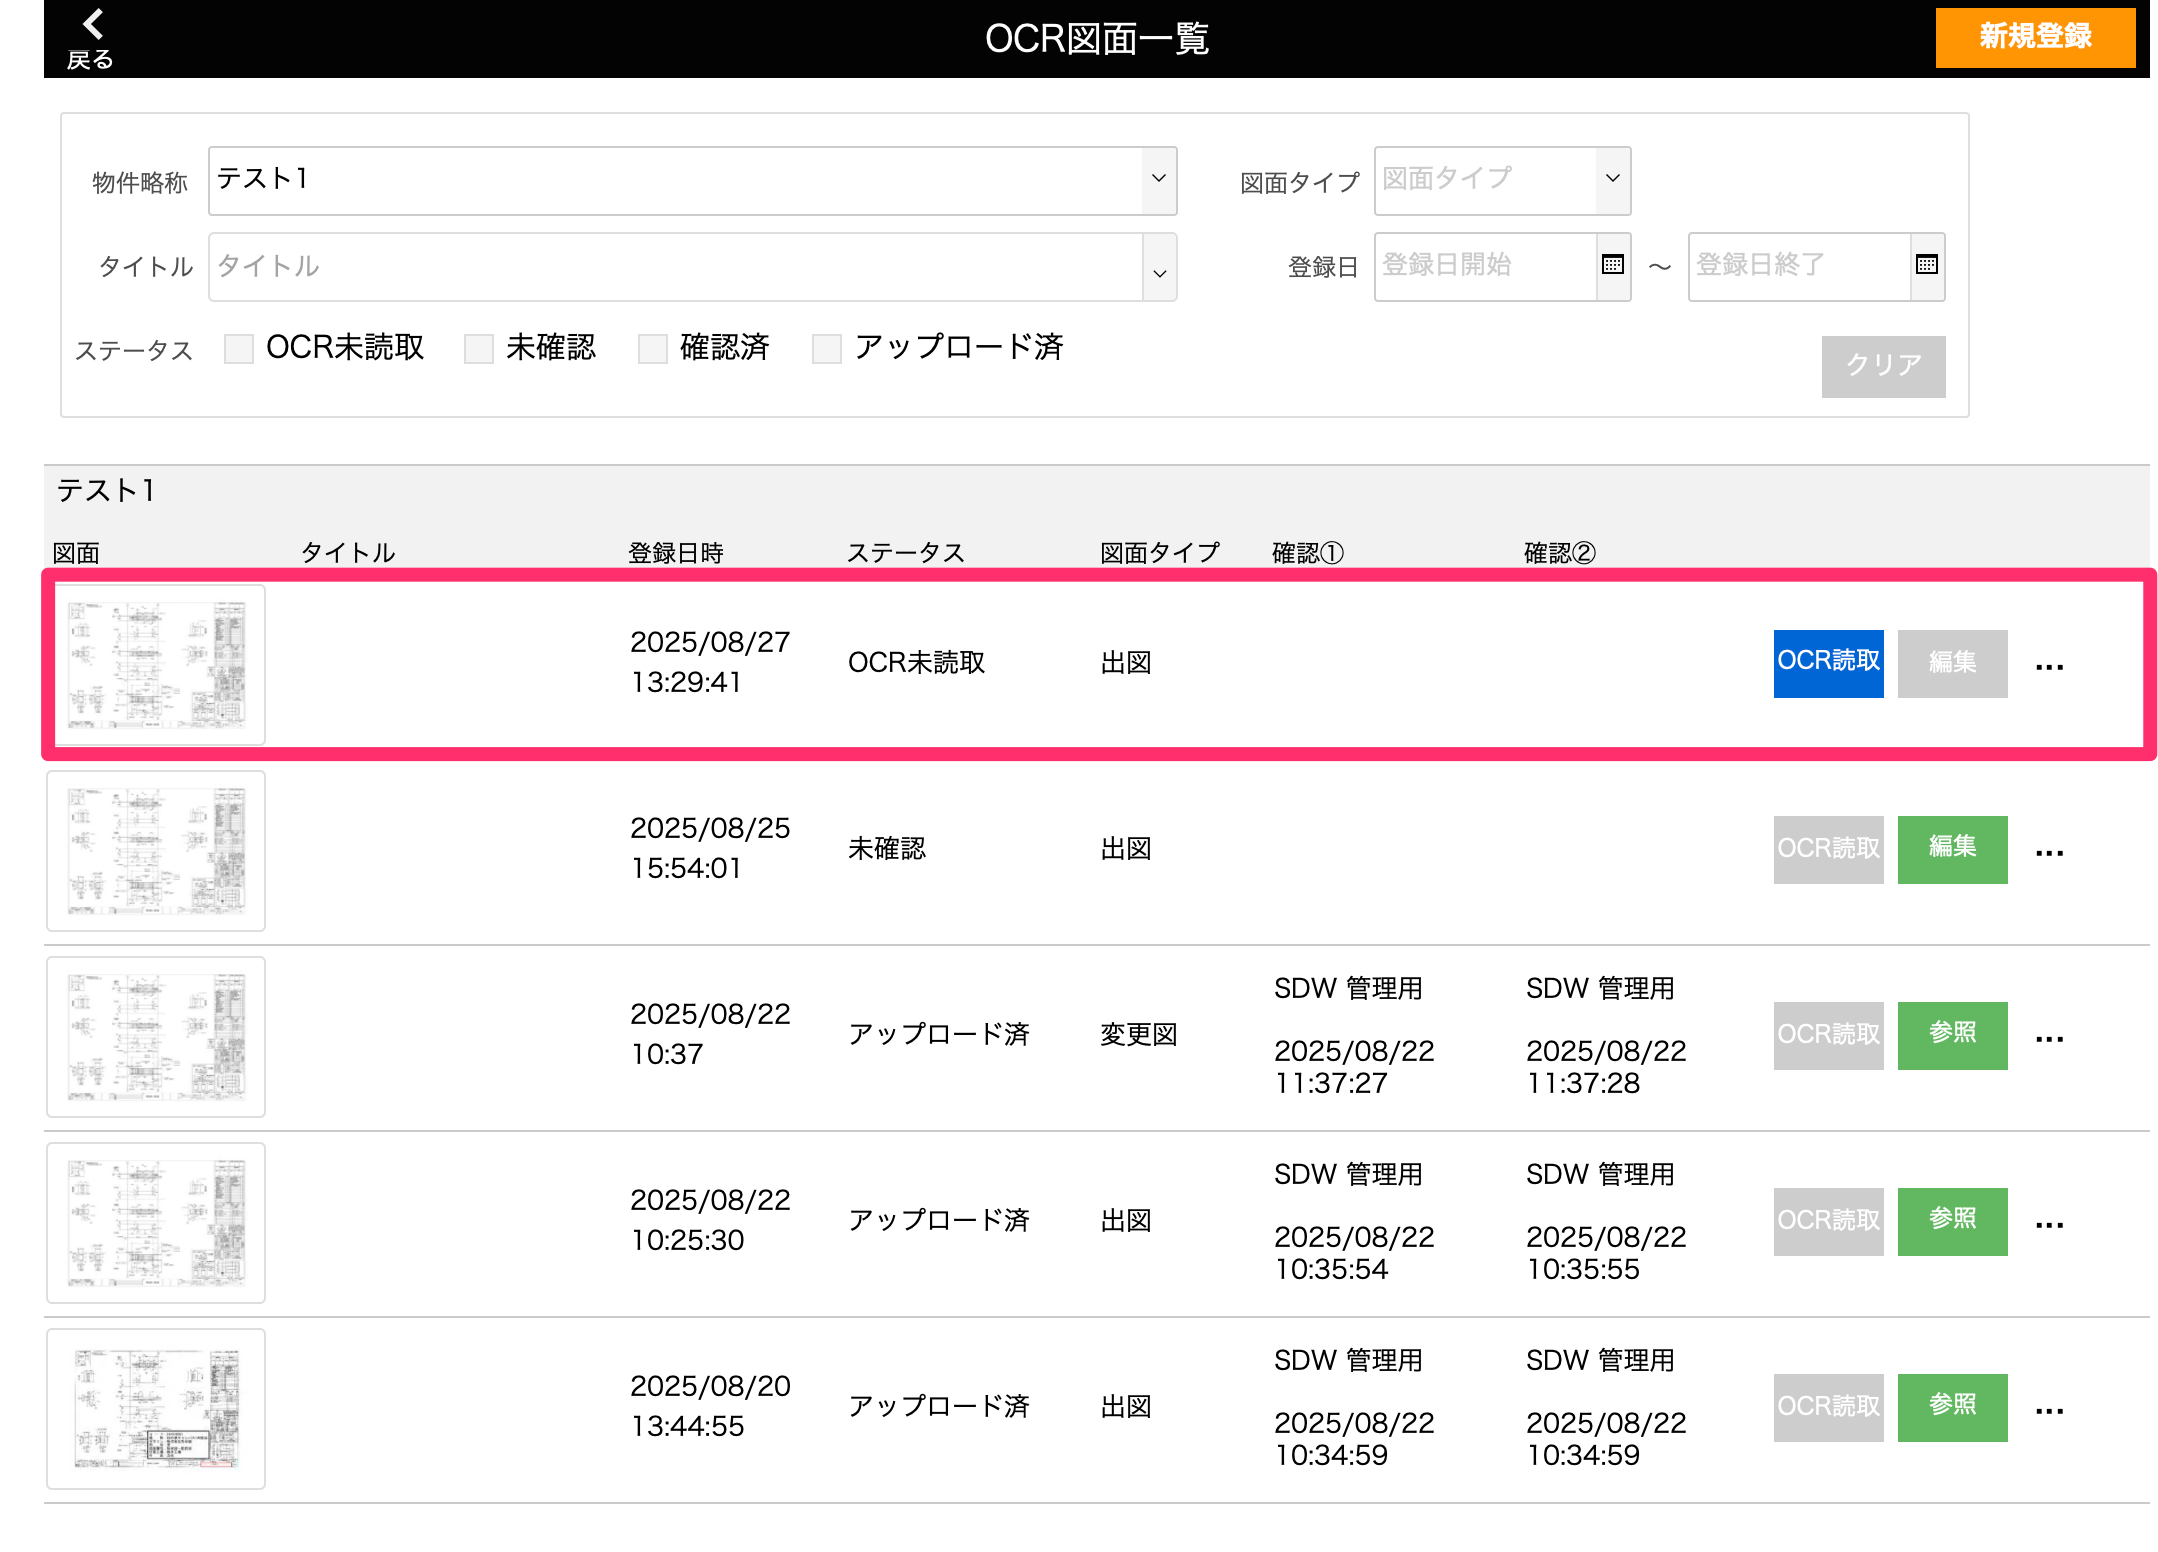 戻る
OCR図面一覧
新規登録
物件略称
テスト1
図面タイプ
図面タイプ
タイトル
タイトル
登録日
登録日開始
～
登録日終了
ステータス
OCR未読取
未確認
確認済
アップロード済
クリア
テスト1
図面
タイトル
登録日時
ステータス
図面タイプ
確認①
確認②
2025/08/27
13:29:41
OCR未読取
出図
OCR読取
編集
...
2025/08/25
15:54:01
未確認
出図
OCR読取
編集
...
2025/08/22
10:37
アップロード済
変更図
SDW 管理用
2025/08/22
11:37:27
SDW 管理用
2025/08/22
11:37:28
OCR読取
参照
...
2025/08/22
10:25:30
アップロード済
出図
SDW 管理用
2025/08/22
10:35:54
SDW 管理用
2025/08/22
10:35:55
OCR読取
参照
...
2025/08/20
13:44:55
アップロード済
出図
SDW 管理用
2025/08/22
10:34:59
SDW 管理用
2025/08/22
10:34:59
OCR読取
参照
...